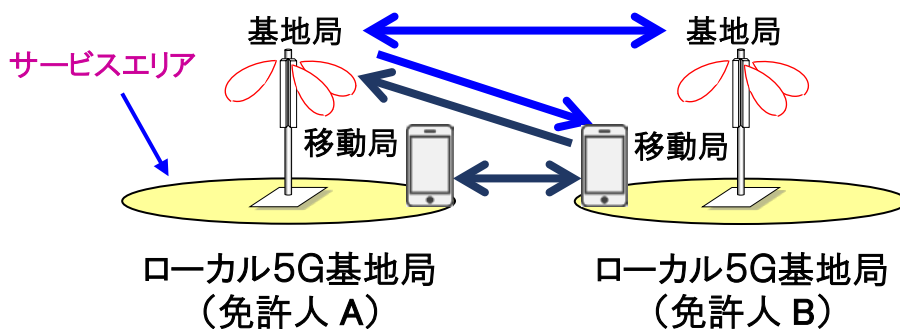 基地局
基地局
サービスエリア
移動局
移動局
ローカル5G基地局
(免許人 A)
ローカル5G基地局
(免許人 B)